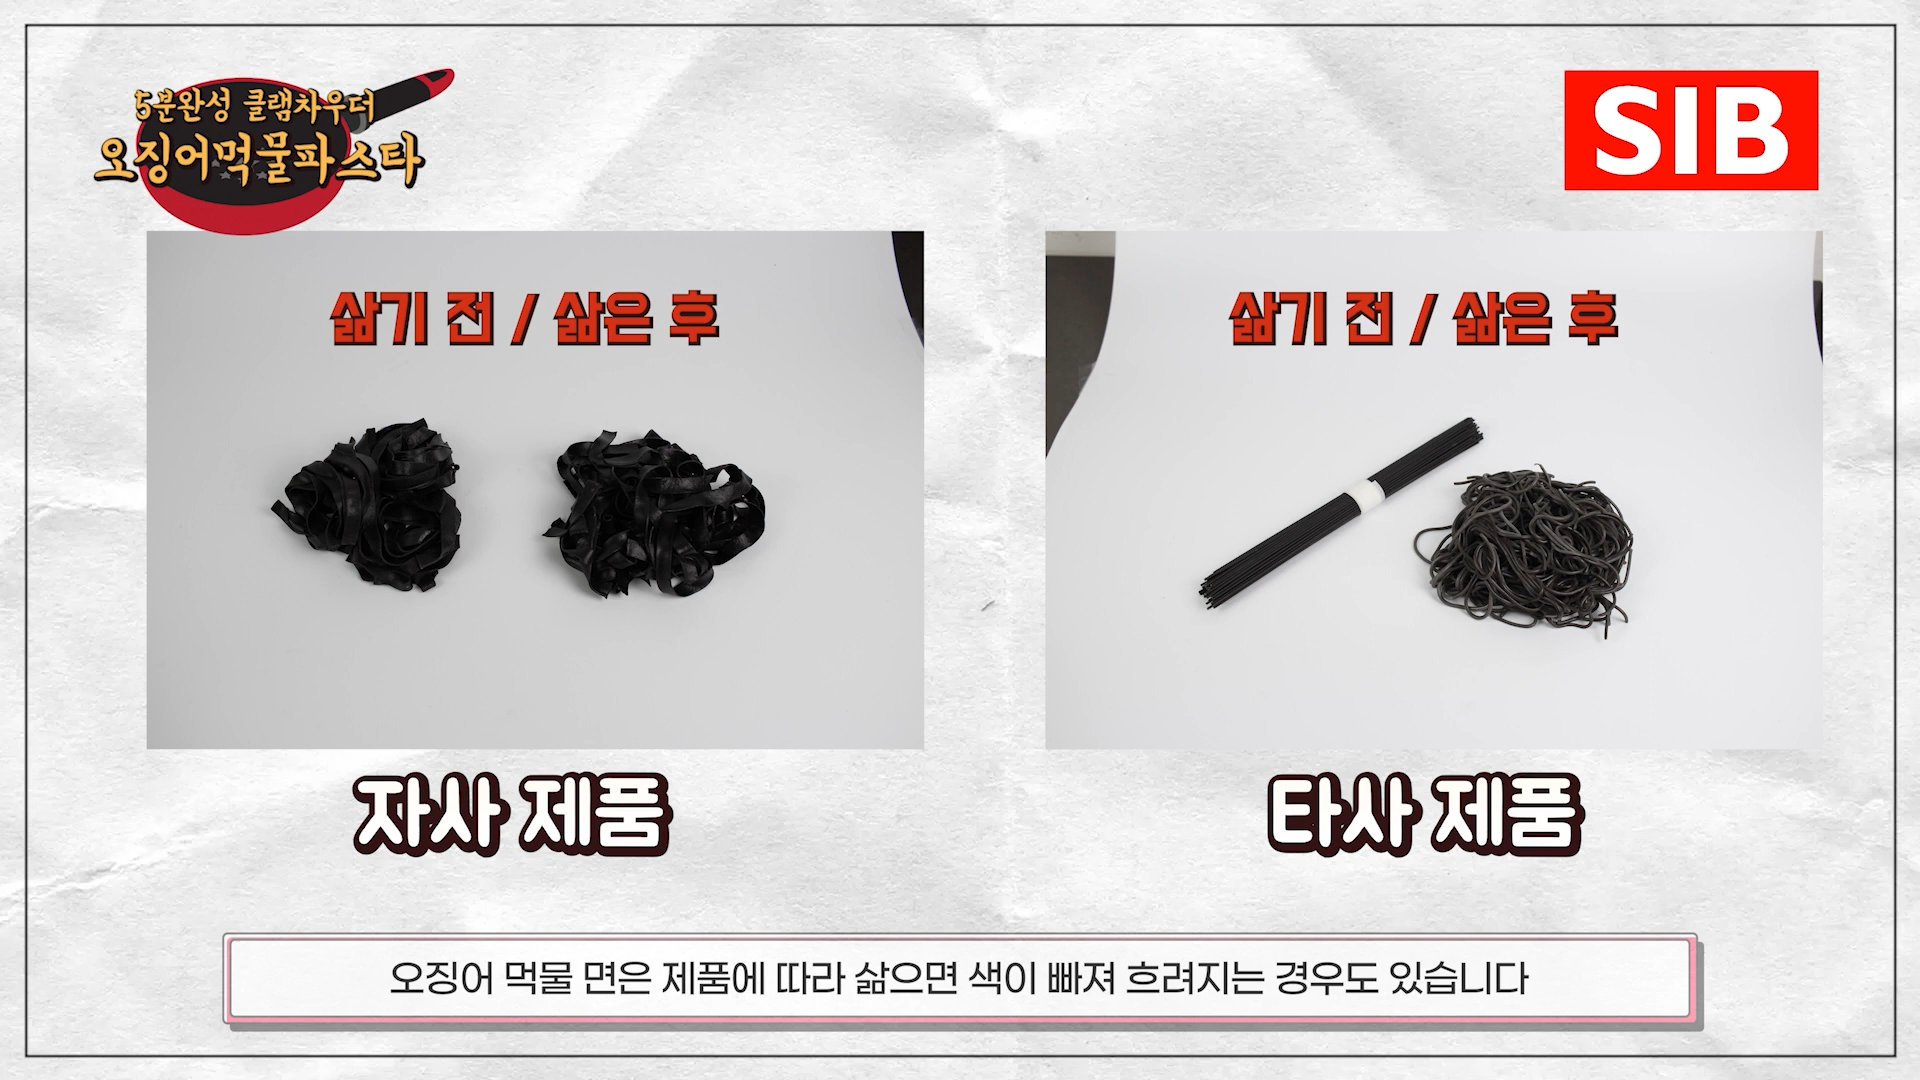 5분완성 클램차우더
오징어먹물파스타
SIB
삶기 전 / 삶은 후
삶기 전 / 삶은 후
자사 제품
타사 제품
오징어 먹물 면은 제품에 따라 삶으면 색이 빠져 흐려지는 경우도 있습니다